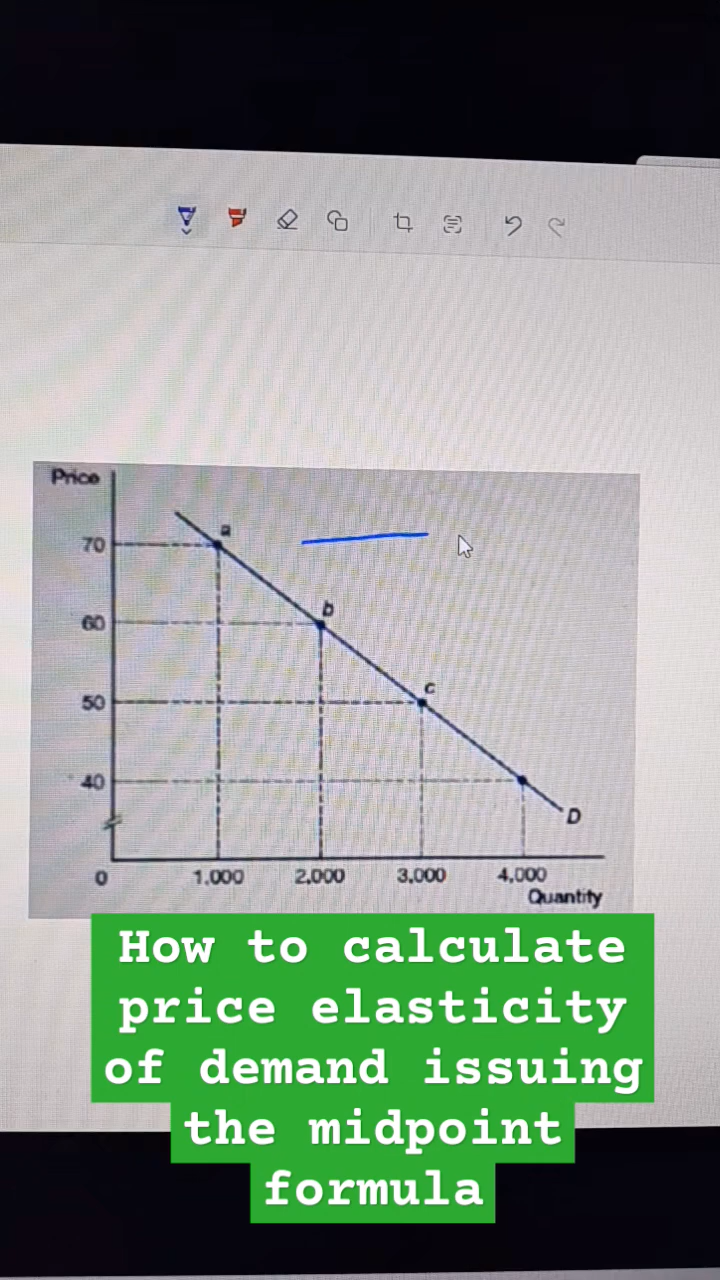 Price
a
70
b
60
c
50
40
D
0 1,000 2,000 3,000 4,000
Quantity
How to calculate
price elasticity
of demand issuing
the midpoint
formula